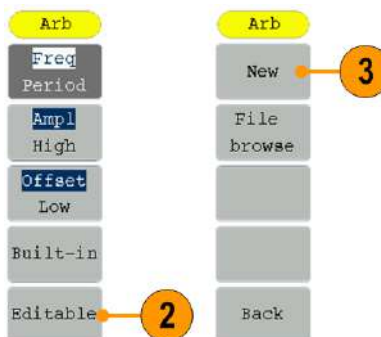 Arb
Freq
Period
Ampl
High
Offset
Low
Built-in
Editable
2
Arb
New
3
File
browse
Back